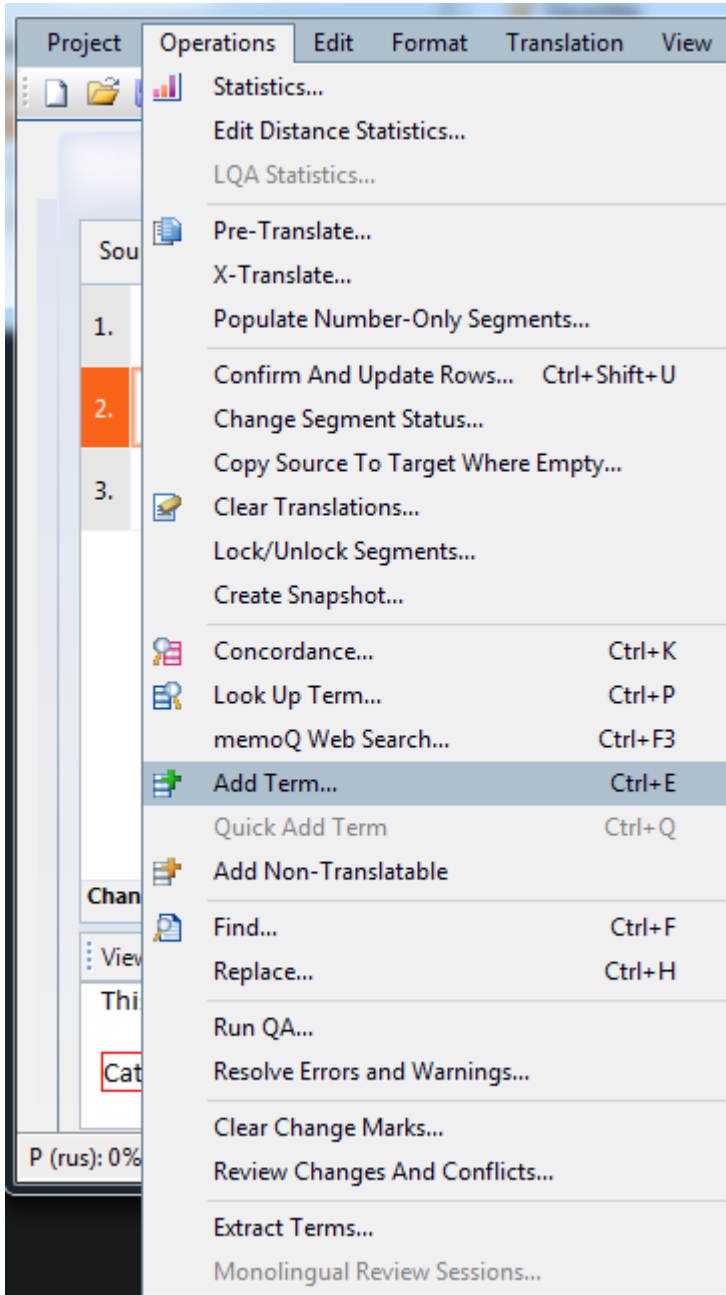 Project Operations Edit Format Translation View
Statistics...
Edit Distance Statistics...
LQA Statistics...
Pre-Translate...
Sou
X-Translate...
1.
Populate Number-Only Segments...
Confirm And Update Rows... Ctrl+Shift+U
2.
Change Segment Status...
Copy Source To Target Where Empty...
3.
Clear Translations...
Lock/Unlock Segments...
Create Snapshot...
Concordance... Ctrl+K
Look Up Term... Ctrl+P
memoQ Web Search... Ctrl+F3
Add Term... Ctrl+E
Quick Add Term Ctrl+Q
Add Non-Translatable
Chan
Find... Ctrl+F
View
Replace... Ctrl+H
This
Run QA...
Cat
Resolve Errors and Warnings...
Clear Change Marks...
P (rus): 0%
Review Changes And Conflicts...
Extract Terms...
Monolingual Review Sessions...